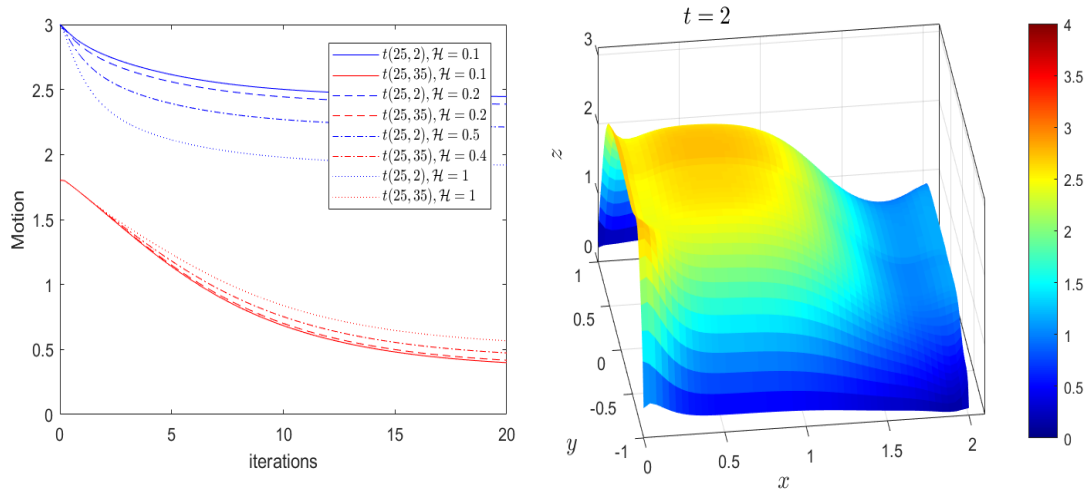 3
2.5
2
1.5
1
0.5
0
0
5
10
15
20
Motion
iterations
t(25, 2), ℋ = 0.1
t(25, 35), ℋ = 0.1
t(25, 2), ℋ = 0.2
t(25, 35), ℋ = 0.2
t(25, 2), ℋ = 0.5
t(25, 35), ℋ = 0.4
t(25, 2), ℋ = 1
t(25, 35), ℋ = 1
t = 2
3
2
1
0
z
1
0.5
0
-0.5
-1
y
0
0.5
1
1.5
2
x
4
3.5
3
2.5
2
1.5
1
0.5
0